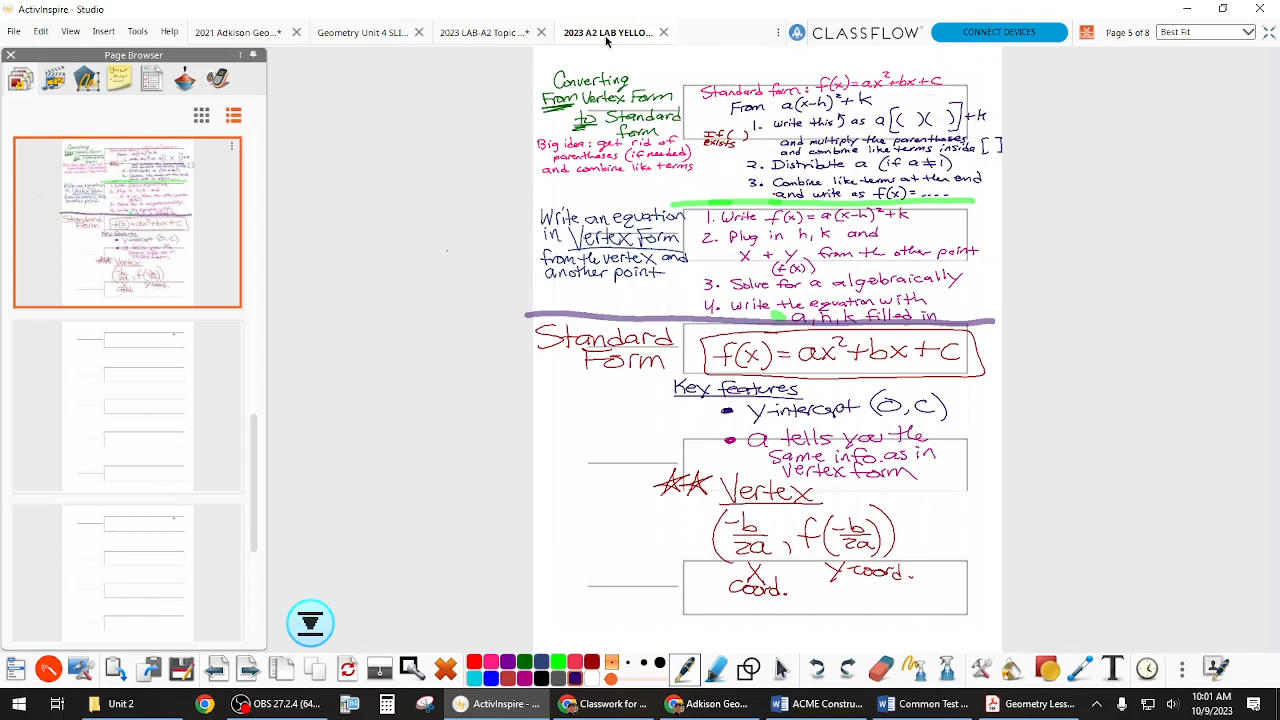 ActivInspire - Studio
File Edit View Insert Tools Help
2021 Adkison Geo...*
Geometry Unit 4 SLI...
2023 LAB-A2 Topic ...*
2023 A2 LAB YELLO...
CLASSFLOW
CONNECT DEVICES
Page 5 of 8
Best Fit
Page Browser
Converting
From Vertex Form
to Standard
form
Big idea: get rid of
parentheses (if needed)
and combine like terms
Standard form: f(x)=ax²+bx+c
From a(x-h)²+k
If ( )²
exists
1. write this as a[( )( )]+k
and multiply the parentheses
and combine like terms inside [ ]
2. Distribute a (if a≠1)
3. Combine like terms at the end
and write as f(x)=....
Write an equation
in Vertex Form
from the vertex and
another point
1. Write f(x)=a(x-h)²+k
2. Plug in h, k and
x + y from the other point
(f(x))
3. Solve for a algebraically
4. Write the equation with
a, h, k filled in
Standard
Form
f(x)=ax²+bx+c
Key features
• y-intercept (0, c)
• a tells you the
same info. as in
vertex form
Vertex
(-b/2a, f(-b/2a))
x
coord.
y-coord.
Unit 2
OBS 27.2.4 (64...
ActivInspire - ...
Classwork for ...
Adkison Geo...
ACME Constru...
Common Test ...
Geometry Less...
10:01 AM
10/9/2023